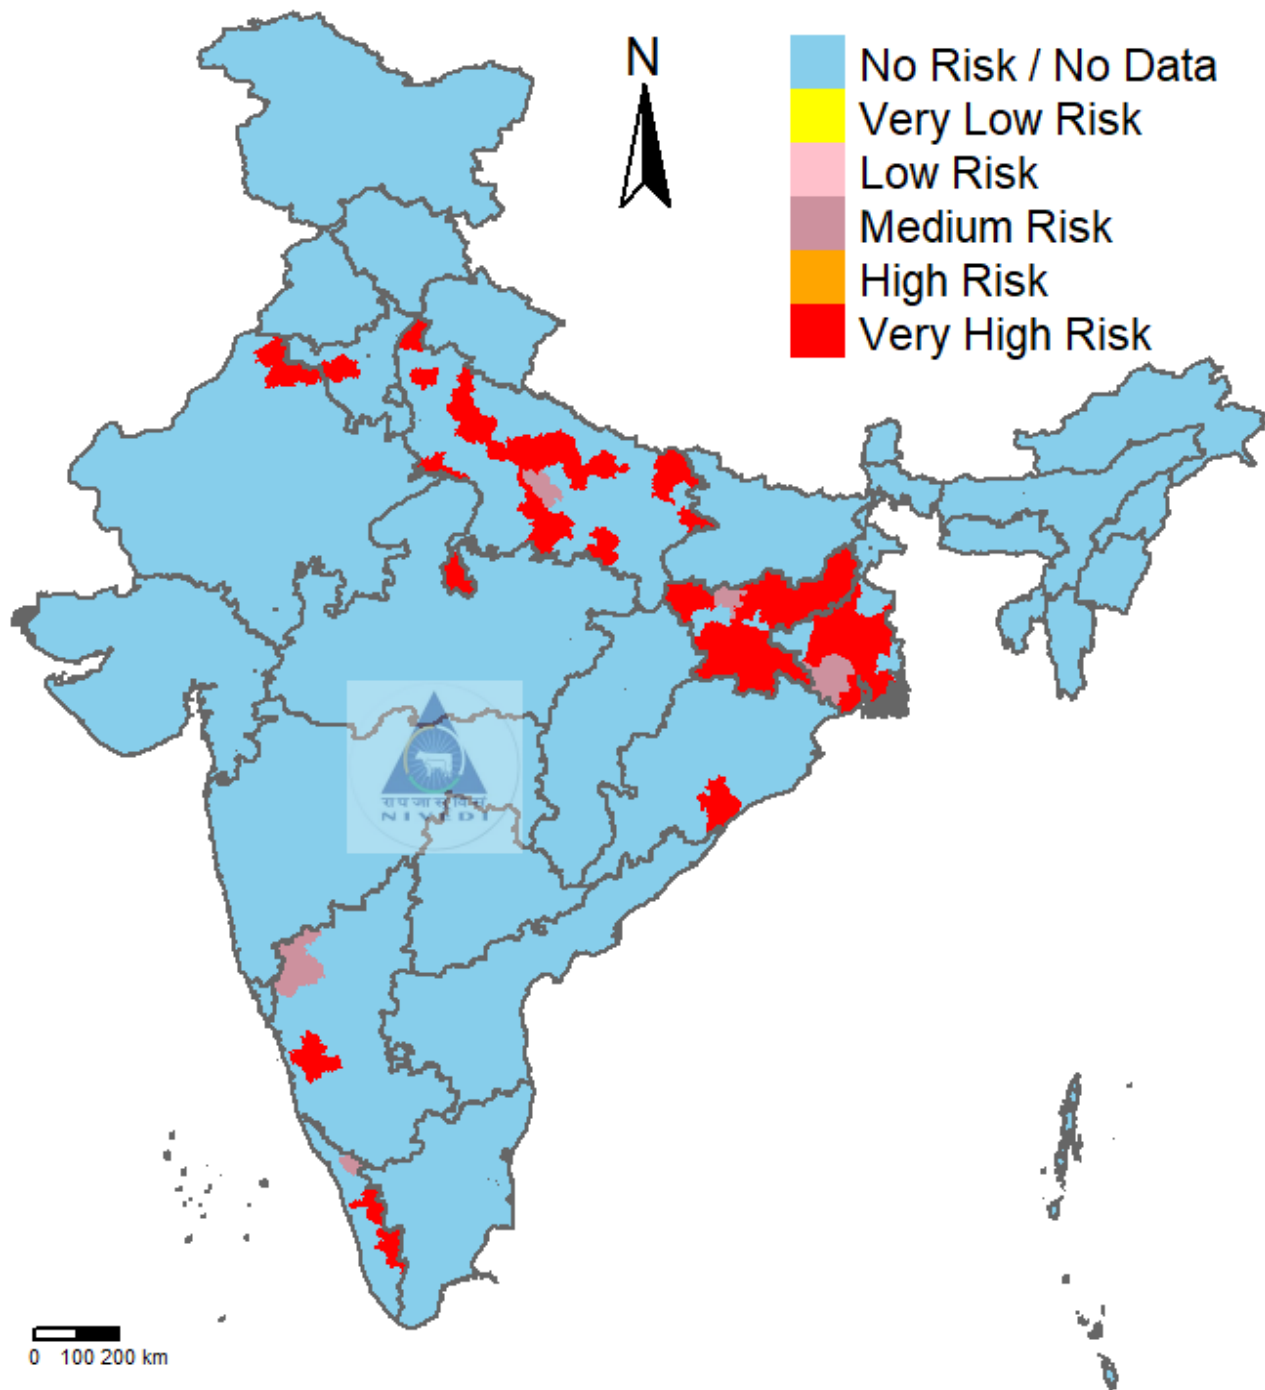 N
No Risk / No Data
Very Low Risk
Low Risk
Medium Risk
High Risk
Very High Risk
NIVEDI
0 100 200 km